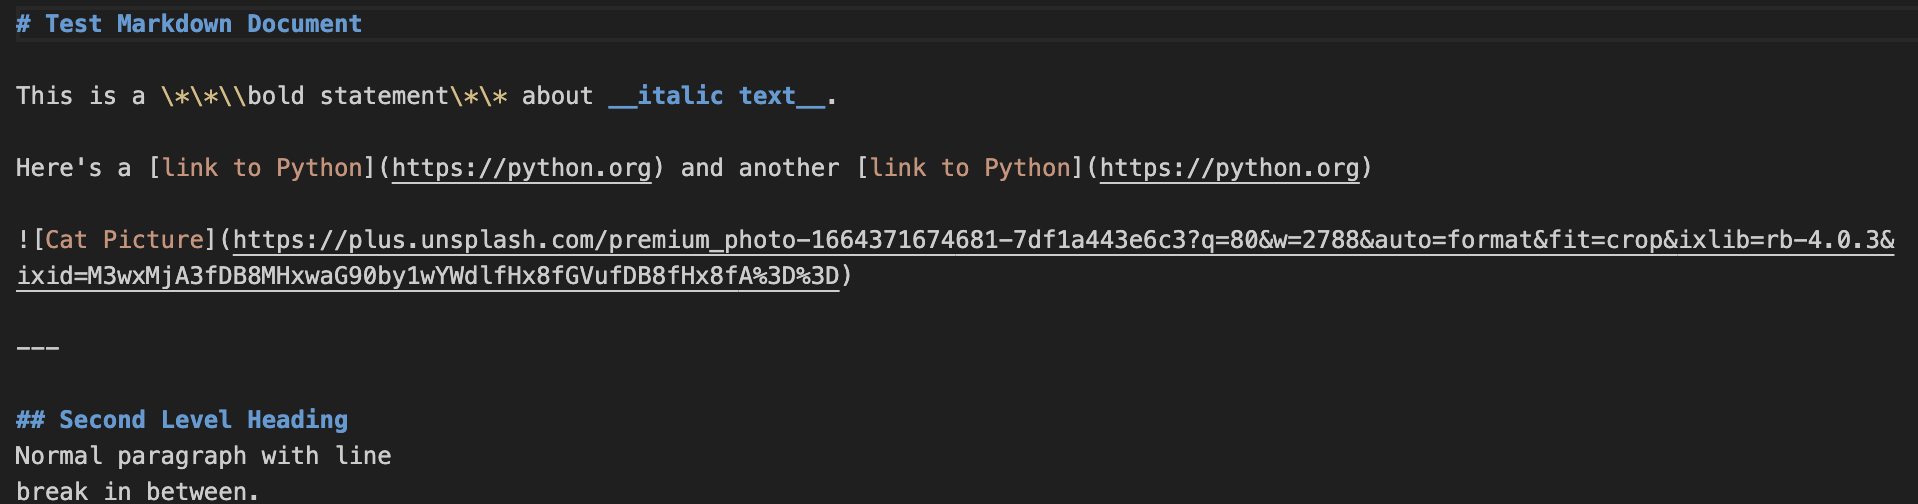 # Test Markdown Document
This is a \*\*\\bold statement\*\* about __italic text__.
Here's a [link to Python](https://python.org) and another [link to Python](https://python.org)
![Cat Picture](https://plus.unsplash.com/premium_photo-1664371674681-7df1a443e6c3?q=80&w=2788&auto=format&fit=crop&ixlib=rb-4.0.3&
ixid=M3wxMjA3fDB8MHxwaG90by1wYWdlfHx8fGVufDB8fHx8fA%3D%3D)
---
## Second Level Heading
Normal paragraph with line
break in between.